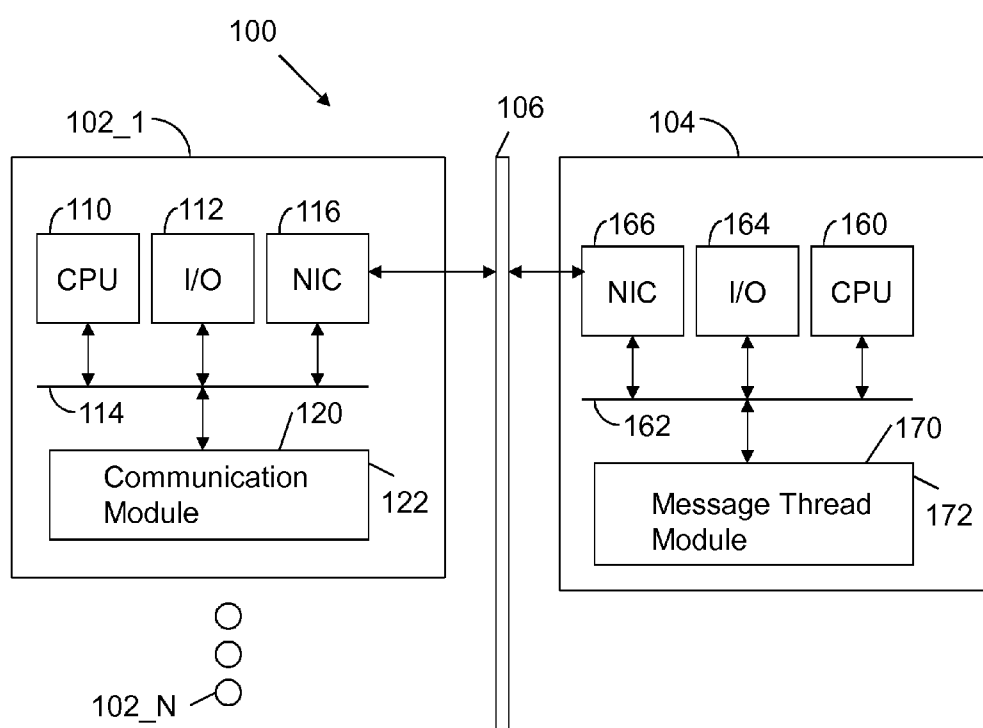 100
102_1
106
104
110
112
116
166
164
160
CPU
I/O
NIC
NIC
I/O
CPU
114
120
162
170
Communication
Module
122
Message Thread
Module
172
102_N